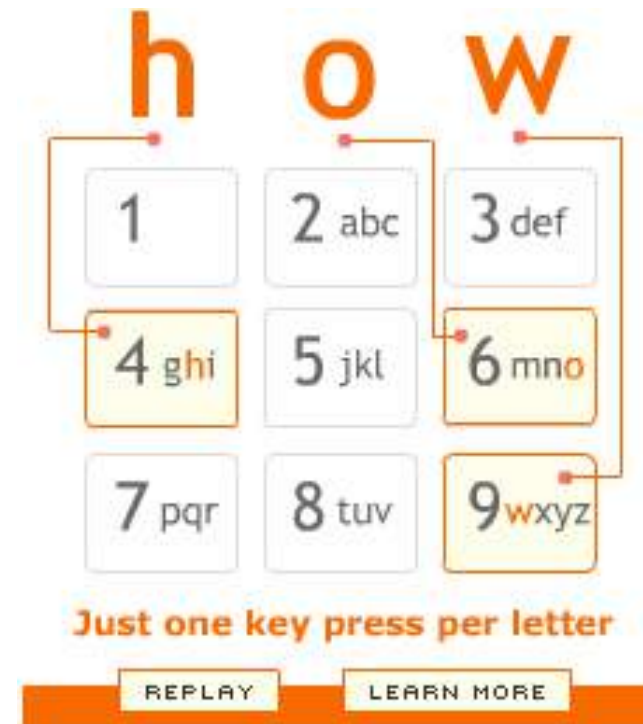 h o w
1 2 abc 3 def
4 ghi 5 jkl 6 mno
7 pqr 8 tuv 9 wxyz
Just one key press per letter
REPLAY LEARN MORE